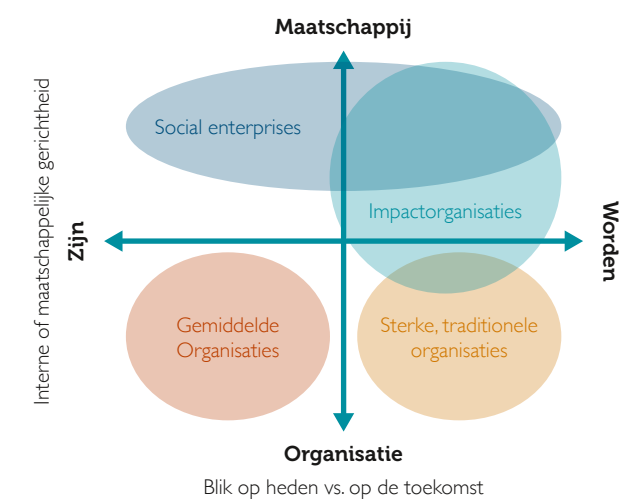 Maatschappij
Interne of maatschappelijke gerichtheid
Social enterprises
Impactorganisaties
Zijn
Worden
Gemiddelde
Organisaties
Sterke, traditionele
organisaties
Organisatie
Blik op heden vs. op de toekomst